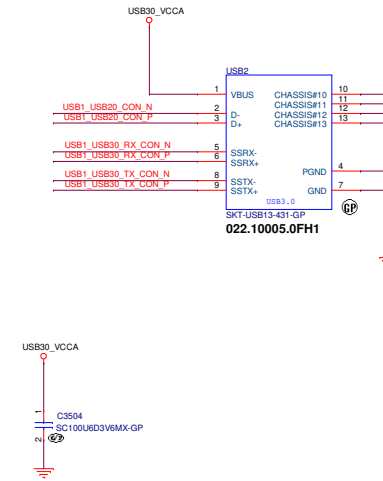 USB30_VCCA
USB2
1 VBUS CHASSIS#10 10
CHASSIS#11 11
USB1_USB20_CON_N 2 D- CHASSIS#12 12
USB1_USB20_CON_P 3 D+ CHASSIS#13 13
USB1_USB30_RX_CON_N 5 SSRX-
USB1_USB30_RX_CON_P 6 SSRX+
PGND 4
USB1_USB30_TX_CON_N 8 SSTX-
USB1_USB30_TX_CON_P 9 SSTX+ GND 7
USB3.0
GP
SKT-USB13-431-GP
022.10005.0FH1
USB30_VCCA
1
C3504
SC100U6D3V6MX-GP
2
GP